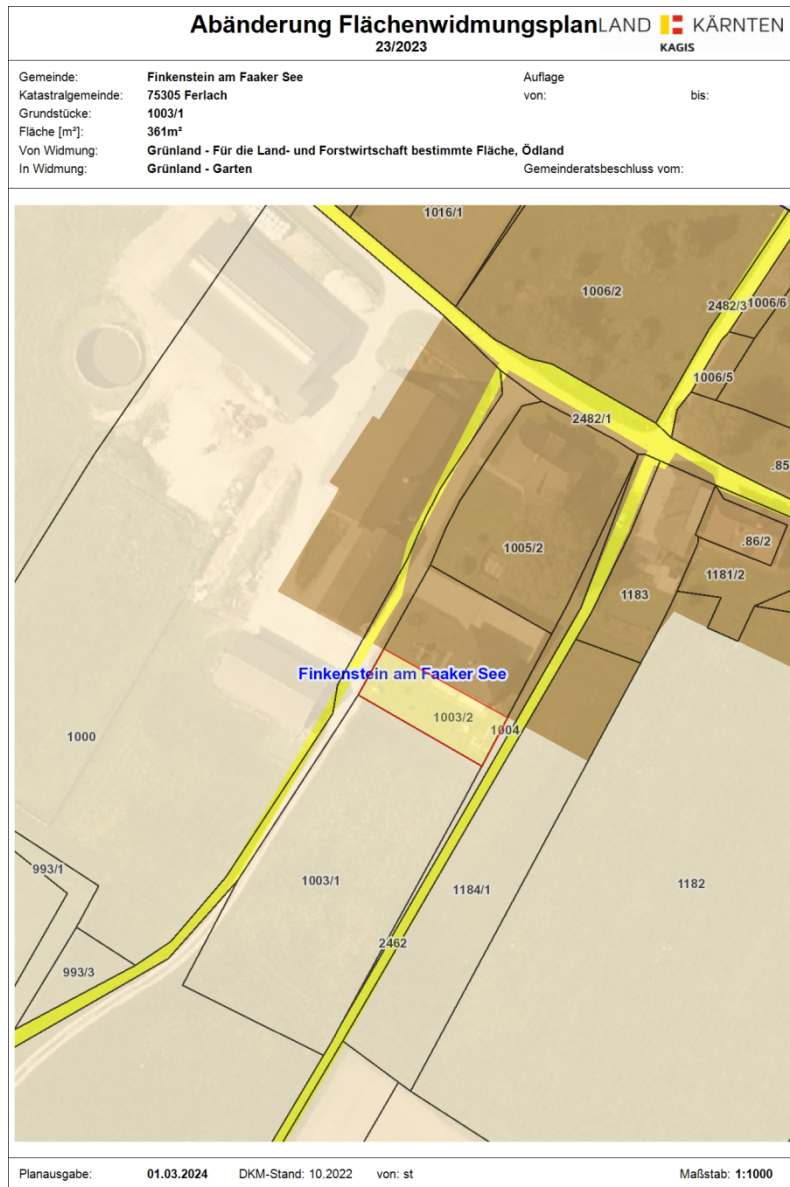 Abänderung Flächenwidmungsplan
LAND KÄRNTEN
23/2023
KAGIS
Gemeinde: Finkenstein am Faaker See Auflage
Katastralgemeinde: 75305 Ferlach von: bis:
Grundstücke: 1003/1
Fläche [m²]: 361m²
Von Widmung: Grünland - Für die Land- und Forstwirtschaft bestimmte Fläche, Ödland
In Widmung: Grünland - Garten Gemeinderatsbeschluss vom:
1016/1
1006/2
2482/3
1006/6
1006/5
2482/1
.85
1005/2
.86/2
1181/2
1183
Finkenstein am Faaker See
1003/2
1004
1000
993/1
1003/1
1184/1
1182
2462
993/3
Planausgabe: 01.03.2024 DKM-Stand: 10.2022 von: st Maßstab: 1:1000